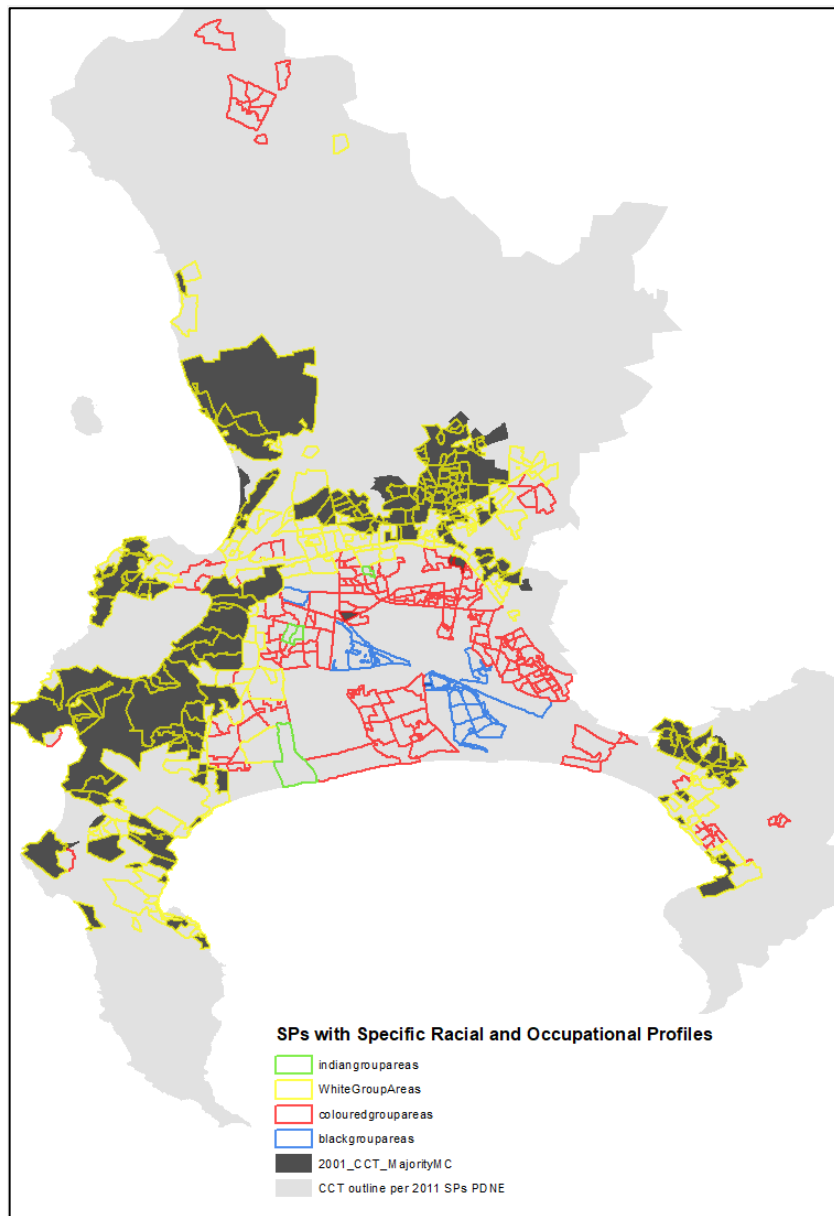 SPs with Specific Racial and Occupational Profiles
indiangroupareas
WhiteGroupAreas
colouredgroupareas
blackgroupareas
2001_CCT_MajorityMC
CCT outline per 2011 SPs PDNE